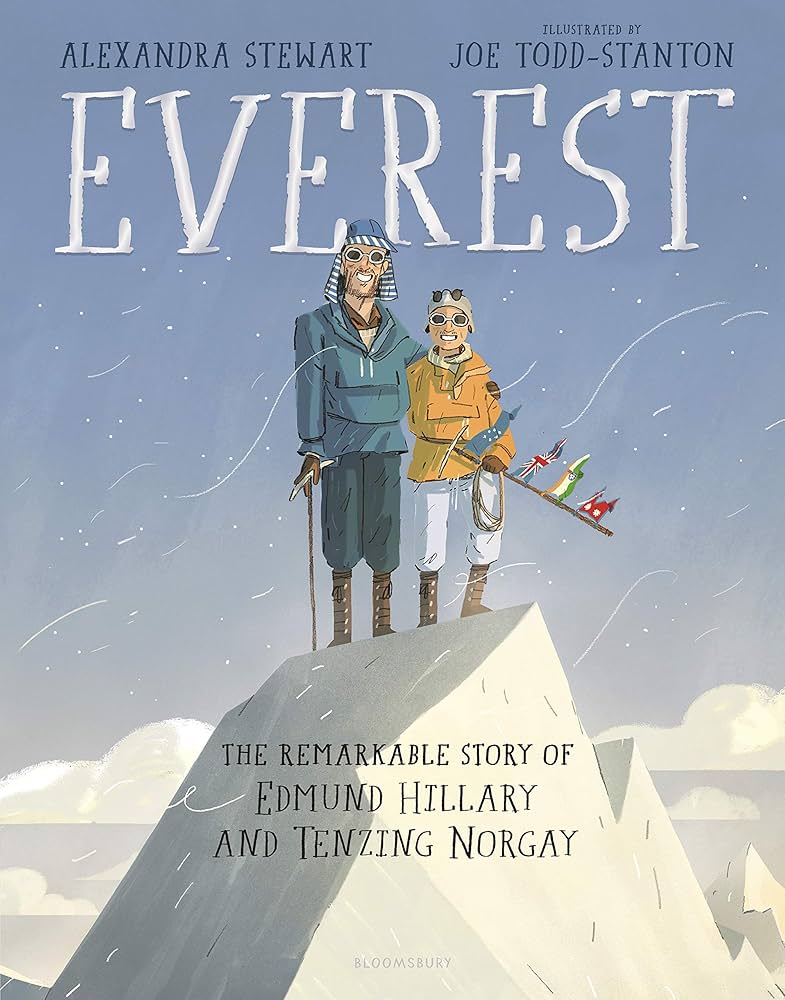 ILLUSTRATED BY
ALEXANDRA STEWART JOE TODD-STANTON
EVEREST
THE REMARKABLE STORY OF
EDMUND HILLARY
AND TENZING NORGAY
BLOOMSBURY